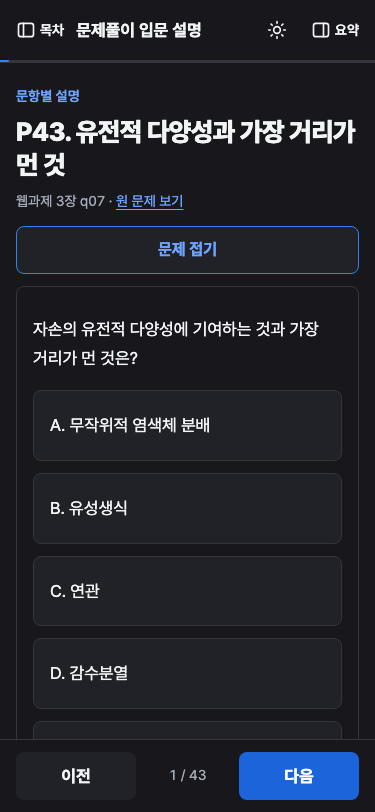 목차 문제풀이 입문 설명 요약
문항별 설명
P43. 유전적 다양성과 가장 거리가
먼 것
웹과제 3장 q07 · 원 문제 보기
문제 접기
자손의 유전적 다양성에 기여하는 것과 가장
거리가 먼 것은?
A. 무작위적 염색체 분배
B. 유성생식
C. 연관
D. 감수분열
이전 1 / 43 다음